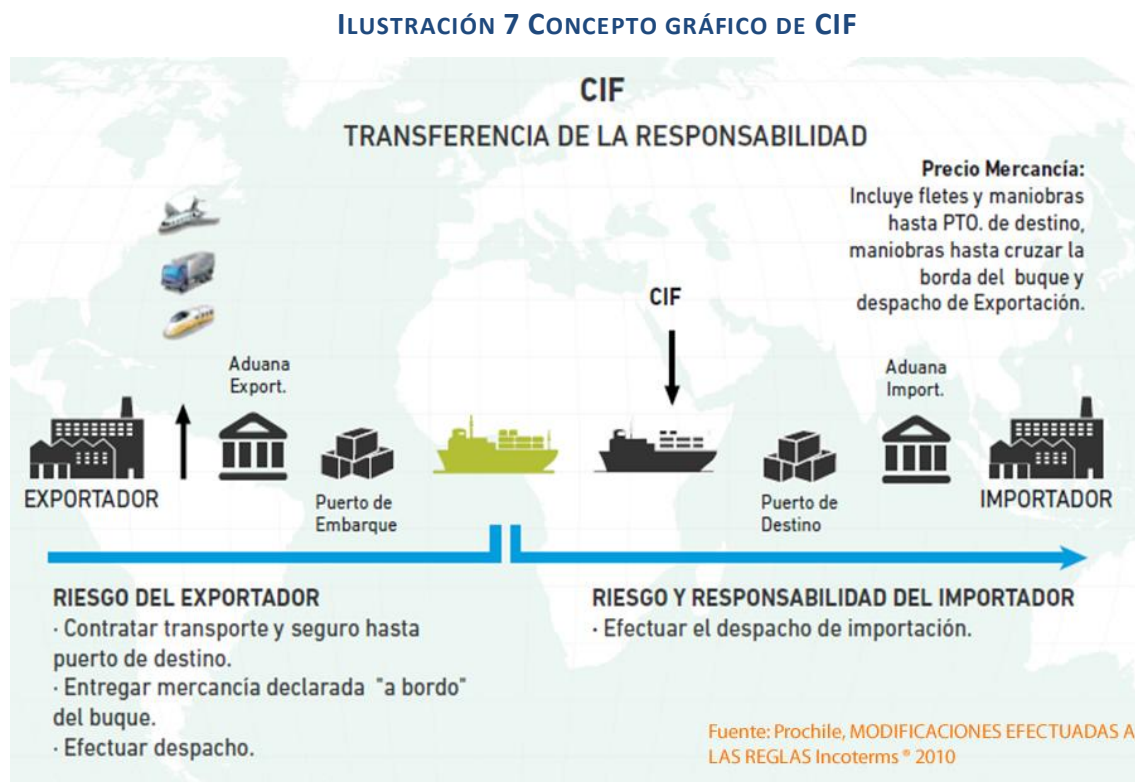 ILUSTRACIÓN 7 CONCEPTO GRÁFICO DE CIF
CIF
TRANSFERENCIA DE LA RESPONSABILIDAD
Precio Mercancía:
Incluye fletes y maniobras
hasta PTO. de destino,
maniobras hasta cruzar la
borda del buque y
despacho de Exportación.
CIF
Aduana
Export.
Aduana
Import.
EXPORTADOR
Puerto de
Embarque
Puerto de
Destino
IMPORTADOR
RIESGO DEL EXPORTADOR
· Contratar transporte y seguro hasta
puerto de destino.
· Entregar mercancía declarada "a bordo"
del buque.
· Efectuar despacho.
RIESGO Y RESPONSABILIDAD DEL IMPORTADOR
· Efectuar el despacho de importación.
Fuente: Prochile, MODIFICACIONES EFECTUADAS A
LAS REGLAS Incoterms ® 2010